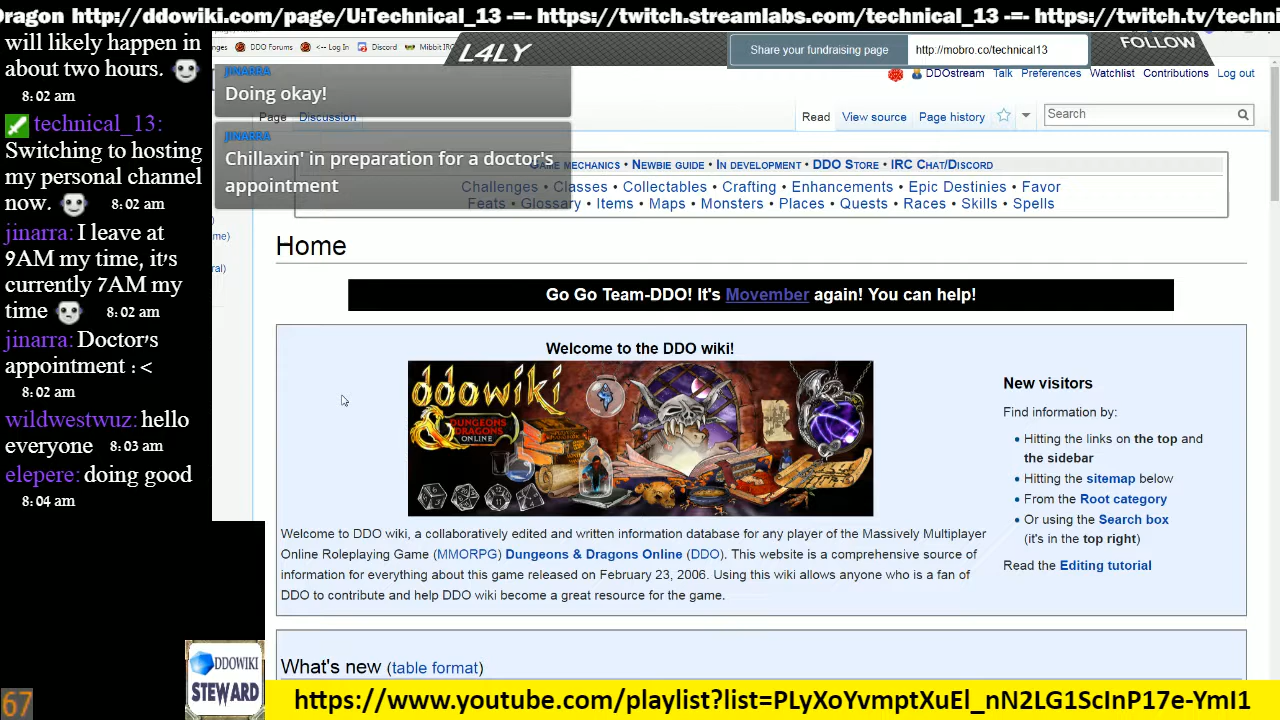 Dragon http://ddowiki.com/page/U:Technical_13 -=- https://twitch.streamlabs.com/technical_13 -=- https://twitch.tv/techni
will likely happen in
about two hours.
8:02 am
technical_13:
Switching to hosting
my personal channel
now. 8:02 am
jinarra: I leave at
9AM my time, it's
currently 7AM my
time 8:02 am
jinarra: Doctor's
appointment : <
8:02 am
wildwestwuz: hello
everyone 8:03 am
elepere: doing good
8:04 am
DDO Forums <-- Log In Discord Mibbit IRC
L4LY
Share your fundraising page http://mobro.co/technical13
FOLLOW
JINARRA
Doing okay!
JINARRA
Chillaxin' in preparation for a doctor's
appointment
DDOstream Talk Preferences Watchlist Contributions Log out
Page Discussion
Read View source Page history Search
Game mechanics • Newbie guide • In development • DDO Store • IRC Chat/Discord
Challenges • Classes • Collectables • Crafting • Enhancements • Epic Destinies • Favor
Feats • Glossary • Items • Maps • Monsters • Places • Quests • Races • Skills • Spells
me)
ral)
Home
Go Go Team-DDO! It's Movember again! You can help!
Welcome to the DDO wiki!
ddowiki
DUNGEONS & DRAGONS
ONLINE
Welcome to DDO wiki, a collaboratively edited and written information database for any player of the Massively Multiplayer
Online Roleplaying Game (MMORPG) Dungeons & Dragons Online (DDO). This website is a comprehensive source of
information for everything about this game released on February 23, 2006. Using this wiki allows anyone who is a fan of
DDO to contribute and help DDO wiki become a great resource for the game.
New visitors
Find information by:
• Hitting the links on the top and
the sidebar
• Hitting the sitemap below
• From the Root category
• Or using the Search box
(it's in the top right)
Read the Editing tutorial
What's new (table format)
DDOWIKI
STEWARD
67
https://www.youtube.com/playlist?list=PLyXoYvmptXuEl_nN2LG1ScInP17e-YmI1